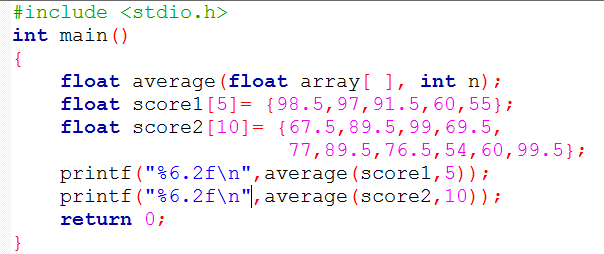 #include <stdio.h>
int main()
{
    float average(float array[ ], int n);
    float score1[5]= {98.5,97,91.5,60,55};
    float score2[10]= {67.5,89.5,99,69.5,
                       77,89.5,76.5,54,60,99.5};
    printf("%6.2f\n",average(score1,5));
    printf("%6.2f\n",average(score2,10));
    return 0;
}